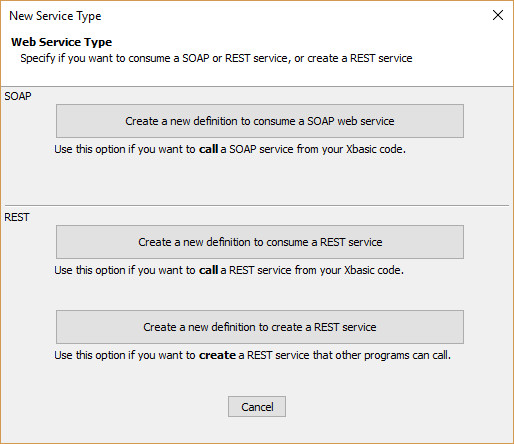 New Service Type
Web Service Type
Specify if you want to consume a SOAP or REST service, or create a REST service
SOAP
Create a new definition to consume a SOAP web service
Use this option if you want to call a SOAP service from your Xbasic code.
REST
Create a new definition to consume a REST service
Use this option if you want to call a REST service from your Xbasic code.
Create a new definition to create a REST service
Use this option if you want to create a REST service that other programs can call.
Cancel